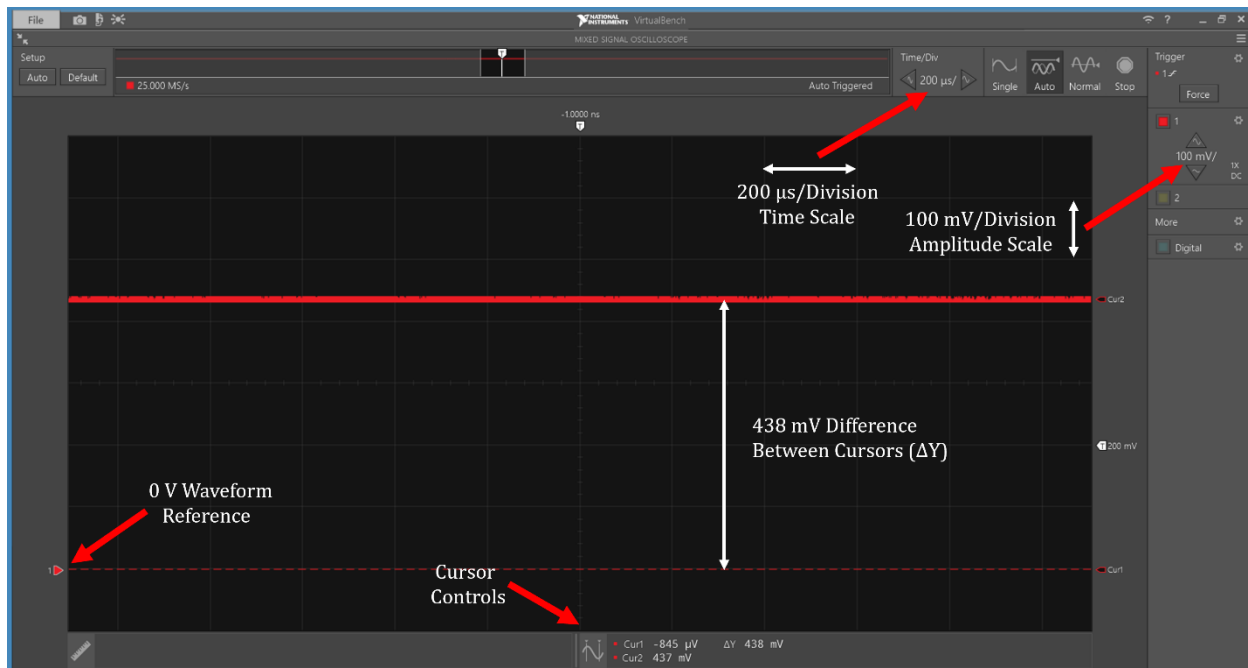 File
NATIONAL INSTRUMENTS VirtualBench
?
MIXED SIGNAL OSCILLOSCOPE
Setup
Auto Default
25.000 MS/s
T
Auto Triggered
Time/Div
200 µs/
Single Auto Normal Stop
Trigger
1
Force
-1.0000 ns
T
1
100 mV/
1X
DC
2
More
Digital
200 µs/Division
Time Scale
100 mV/Division
Amplitude Scale
Cur2
438 mV Difference
Between Cursors (ΔY)
T 200 mV
0 V Waveform
Reference
1
Cur1
Cursor
Controls
Cur1 -845 µV ΔY 438 mV
Cur2 437 mV